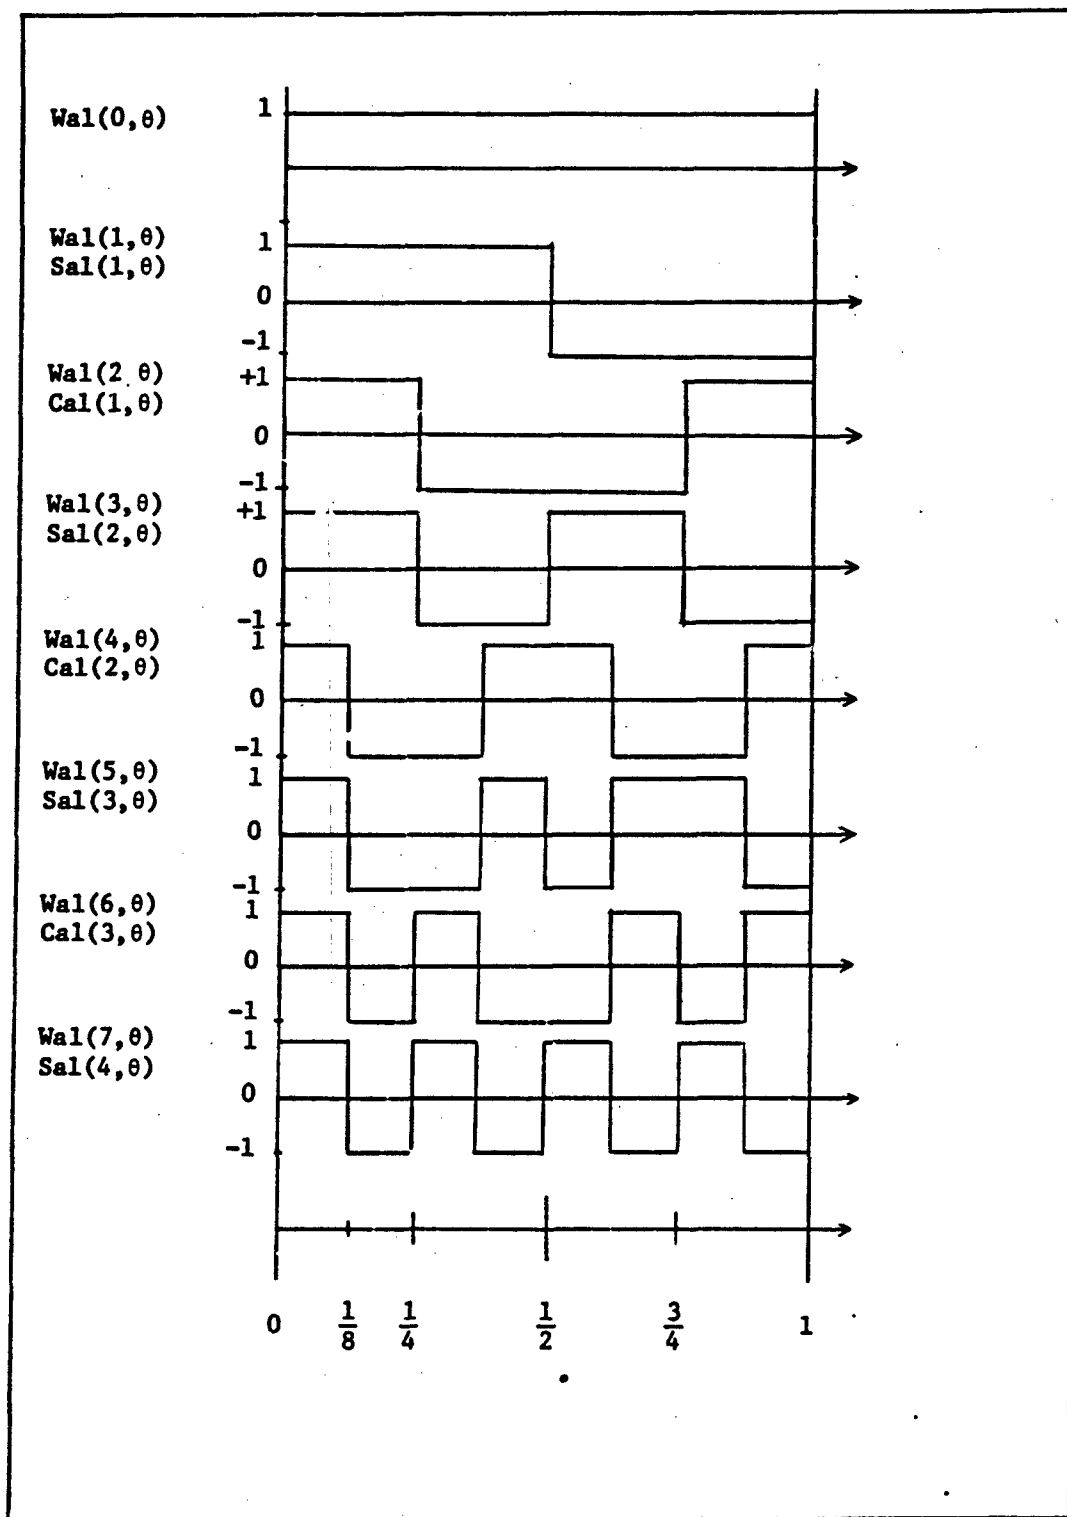 Wal(0,θ)
1
Wal(1,θ)
Sal(1,θ)
1
0
-1
Wal(2 θ)
Cal(1,θ)
+1
0
-1
Wal(3,θ)
Sal(2,θ)
+1
0
-1
Wal(4,θ)
Cal(2,θ)
1
0
-1
Wal(5,θ)
Sal(3,θ)
1
0
-1
Wal(6,θ)
Cal(3,θ)
1
0
-1
Wal(7,θ)
Sal(4,θ)
1
0
-1
0 1/8 1/4 1/2 3/4 1